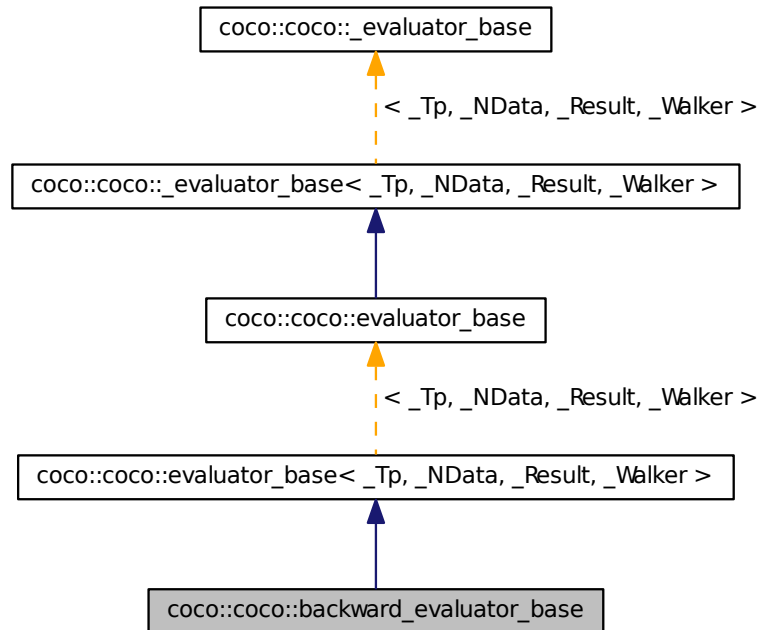 coco::coco::_evaluator_base
< _Tp, _NData, _Result, _Walker >
coco::coco::_evaluator_base< _Tp, _NData, _Result, _Walker >
coco::coco::evaluator_base
< _Tp, _NData, _Result, _Walker >
coco::coco::evaluator_base< _Tp, _NData, _Result, _Walker >
coco::coco::backward_evaluator_base